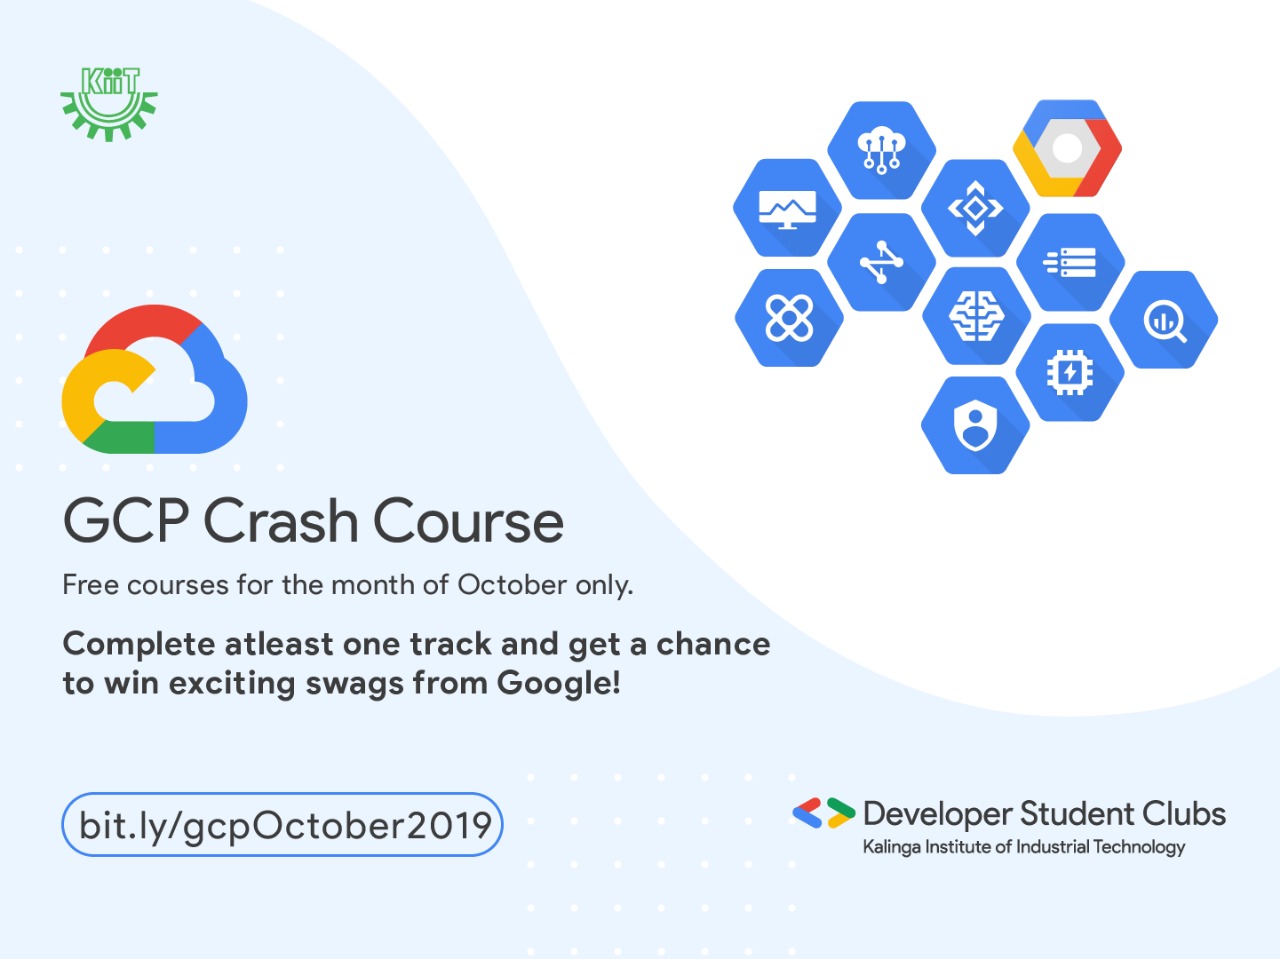 KiiT
GCP Crash Course
Free courses for the month of October only.
Complete atleast one track and get a chance
to win exciting swags from Google!
bit.ly/gcpOctober2019
Developer Student Clubs
Kalinga Institute of Industrial Technology